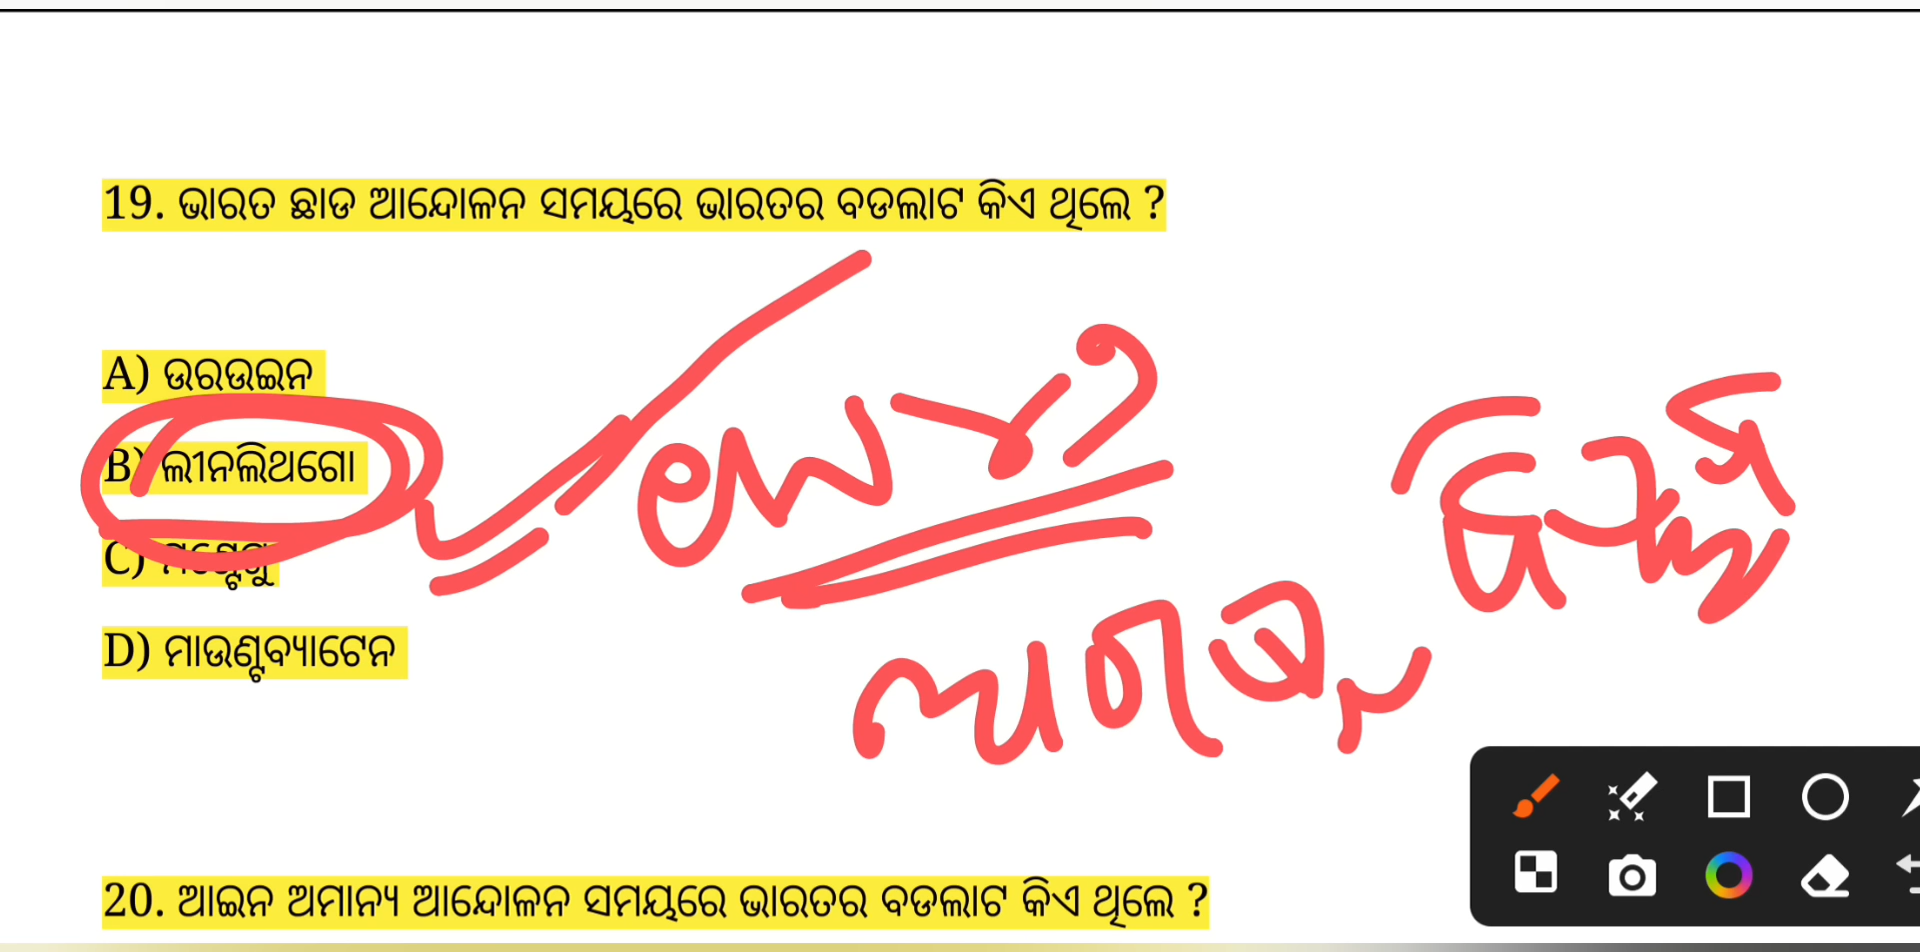 19. ଭାରତ ଛାଡ ଆନ୍ଦୋଳନ ସମୟରେ ଭାରତର ବଡଲାଟ କିଏ ଥିଲେ ?
A) ଉରଉଇନ
B) ଲୀନଲିଥଗୋ
C)
D) ମାଉଣ୍ଟବ୍ୟାଟେନ
20. ଆଇନ ଅମାନ୍ୟ ଆନ୍ଦୋଳନ ସମୟରେ ଭାରତର ବଡଲାଟ କିଏ ଥିଲେ ?